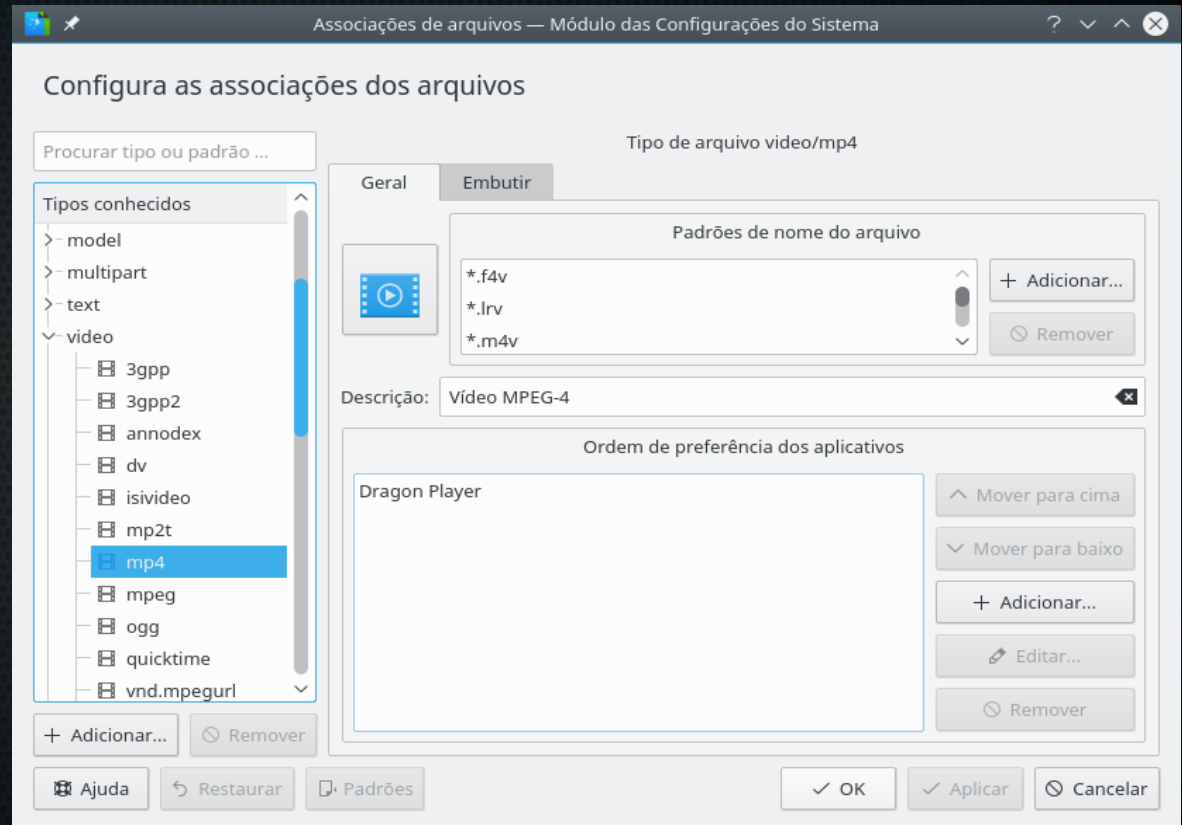 Associações de arquivos — Módulo das Configurações do Sistema
Configura as associações dos arquivos
Procurar tipo ou padrão ...
Tipos conhecidos
model
multipart
text
video
3gpp
3gpp2
annodex
dv
isivideo
mp2t
mp4
mpeg
ogg
quicktime
vnd.mpegurl
+ Adicionar...
Remover
Tipo de arquivo video/mp4
Geral
Embutir
Padrões de nome do arquivo
*.f4v
*.lrv
*.m4v
+ Adicionar...
Remover
Descrição:
Vídeo MPEG-4
Ordem de preferência dos aplicativos
Dragon Player
Mover para cima
Mover para baixo
+ Adicionar...
Editar...
Remover
Ajuda
Restaurar
Padrões
OK
Aplicar
Cancelar